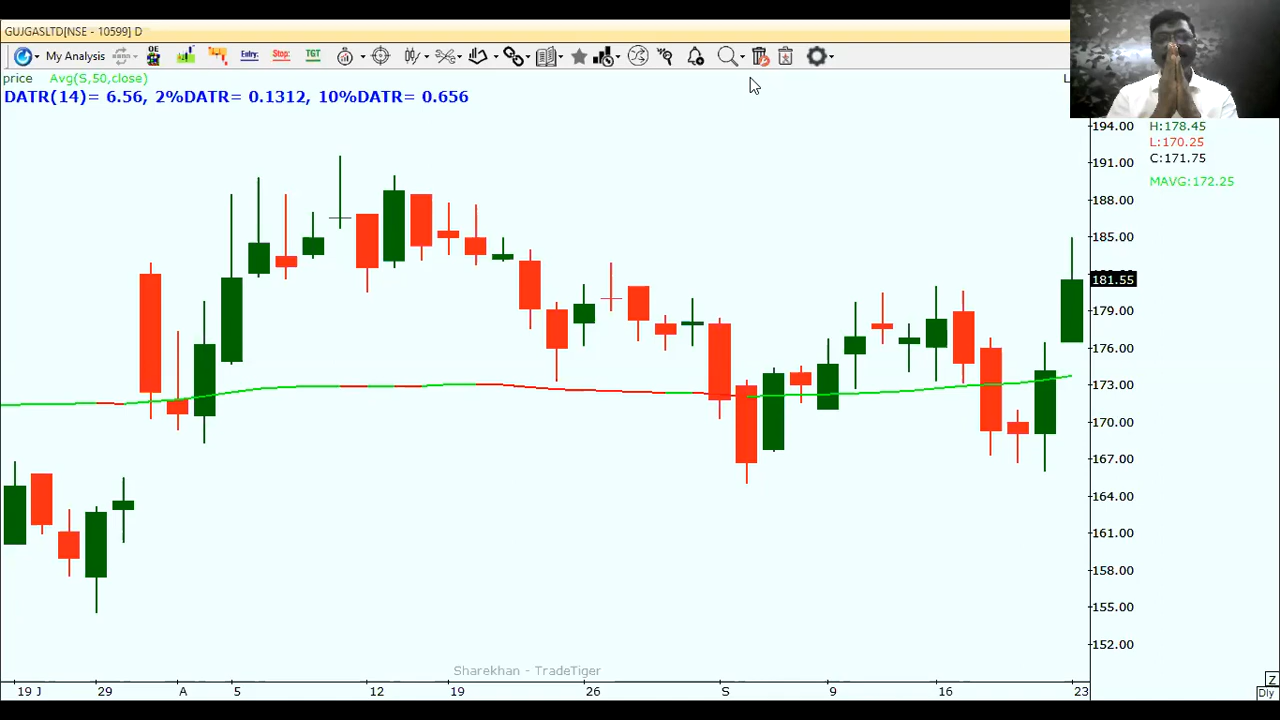 GUJGASLTD[NSE - 10599] D
My Analysis
OE
Entry:
Stop:
TGT
price Avg(S,50,close)
DATR(14)= 6.56, 2%DATR= 0.1312, 10%DATR= 0.656
L
194.00
191.00
188.00
185.00
181.55
179.00
176.00
173.00
170.00
167.00
164.00
161.00
158.00
155.00
152.00
H:178.45
L:170.25
C:171.75
MAVG:172.25
Sharekhan - TradeTiger
19 J 29 A 5 12 19 26 S 9 16 23
Z
Dly